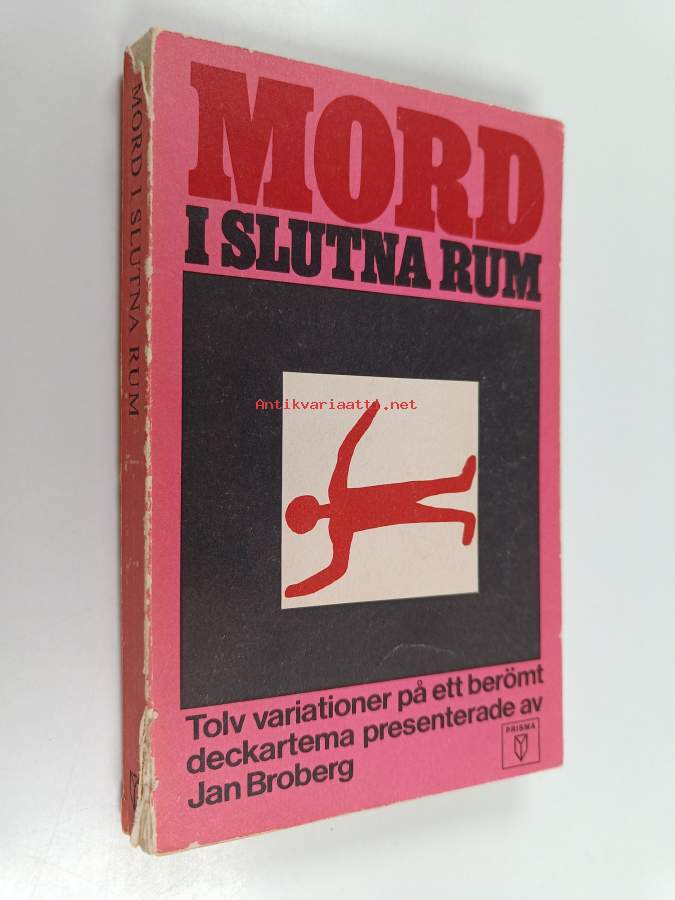 MORD I SLUTNA RUM
MORD
I SLUTNA RUM
Antikvariaatti.net
Tolv variationer på ett berömt
deckartema presenterade av
Jan Broberg
PRISMA